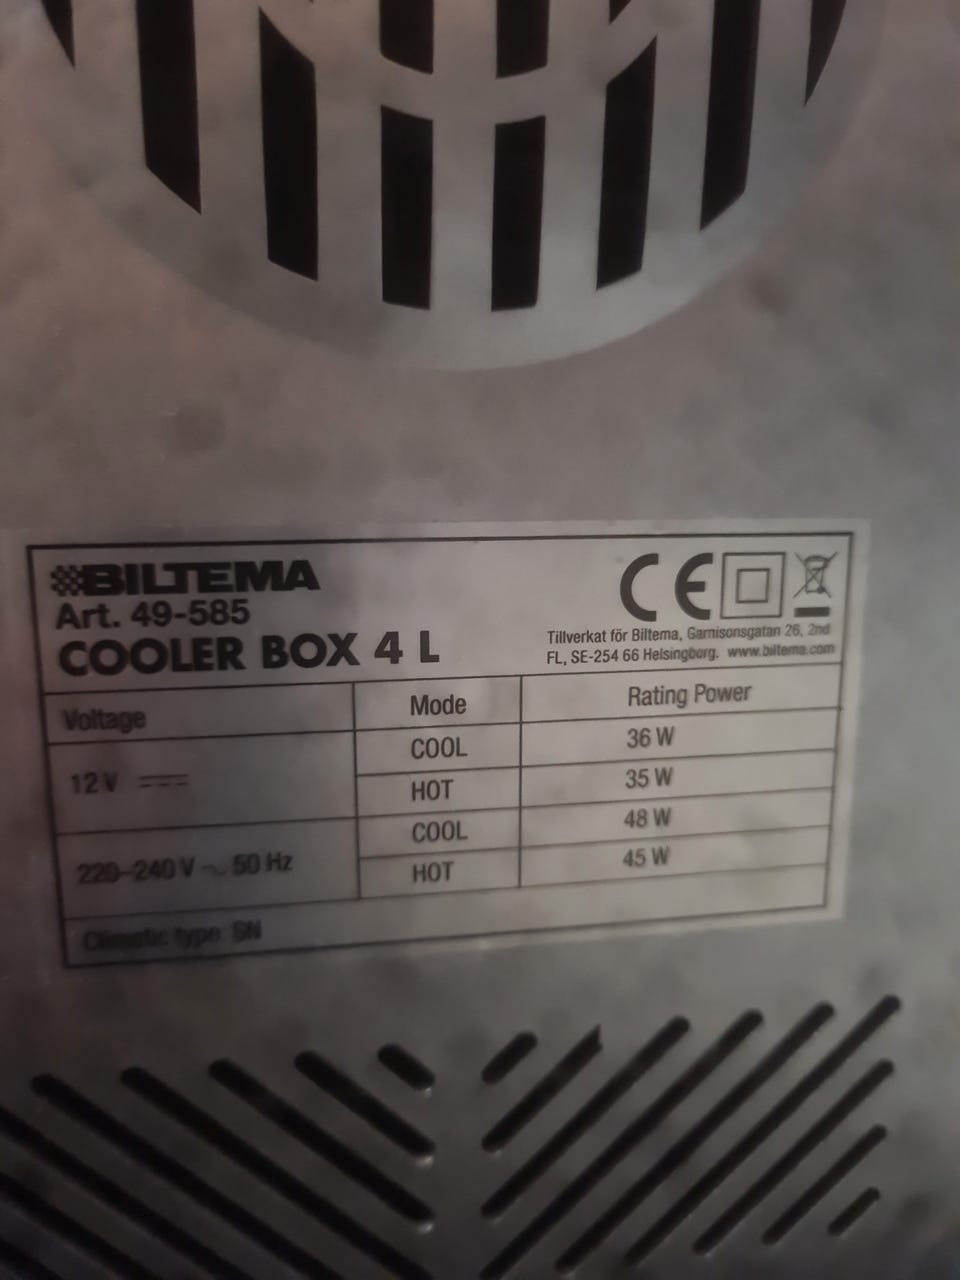 BILTEMA
Art. 49-585
COOLER BOX 4 L
CE
Tillverkat för Biltema, Garnisonsgatan 26, 2nd
FL, SE-254 66 Helsingborg. www.biltema.com
Voltage Mode Rating Power
12 V COOL 36 W
HOT 35 W
220-240 V ~ 50 Hz COOL 48 W
HOT 45 W
Climatic type: SN